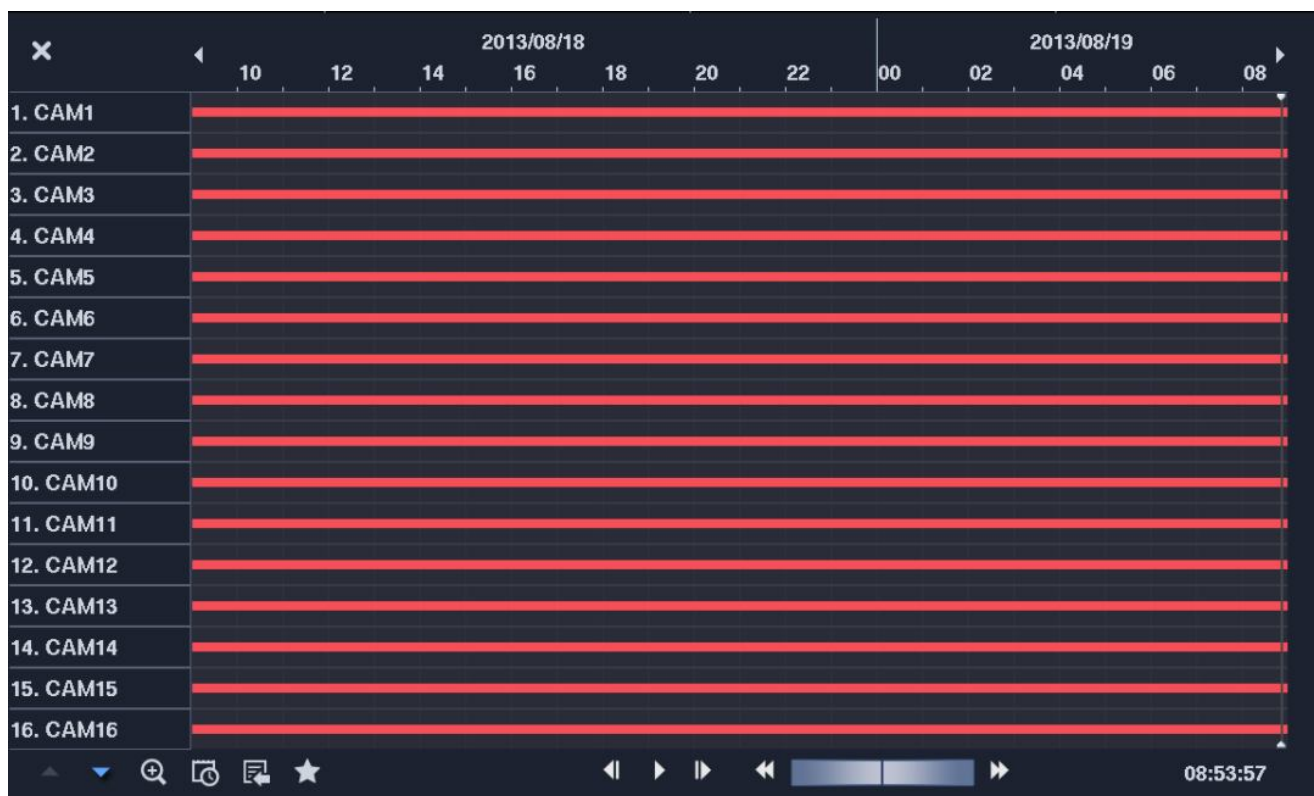 2013/08/18 2013/08/19
10 12 14 16 18 20 22 00 02 04 06 08
1. CAM1
2. CAM2
3. CAM3
4. CAM4
5. CAM5
6. CAM6
7. CAM7
8. CAM8
9. CAM9
10. CAM10
11. CAM11
12. CAM12
13. CAM13
14. CAM14
15. CAM15
16. CAM16
08:53:57